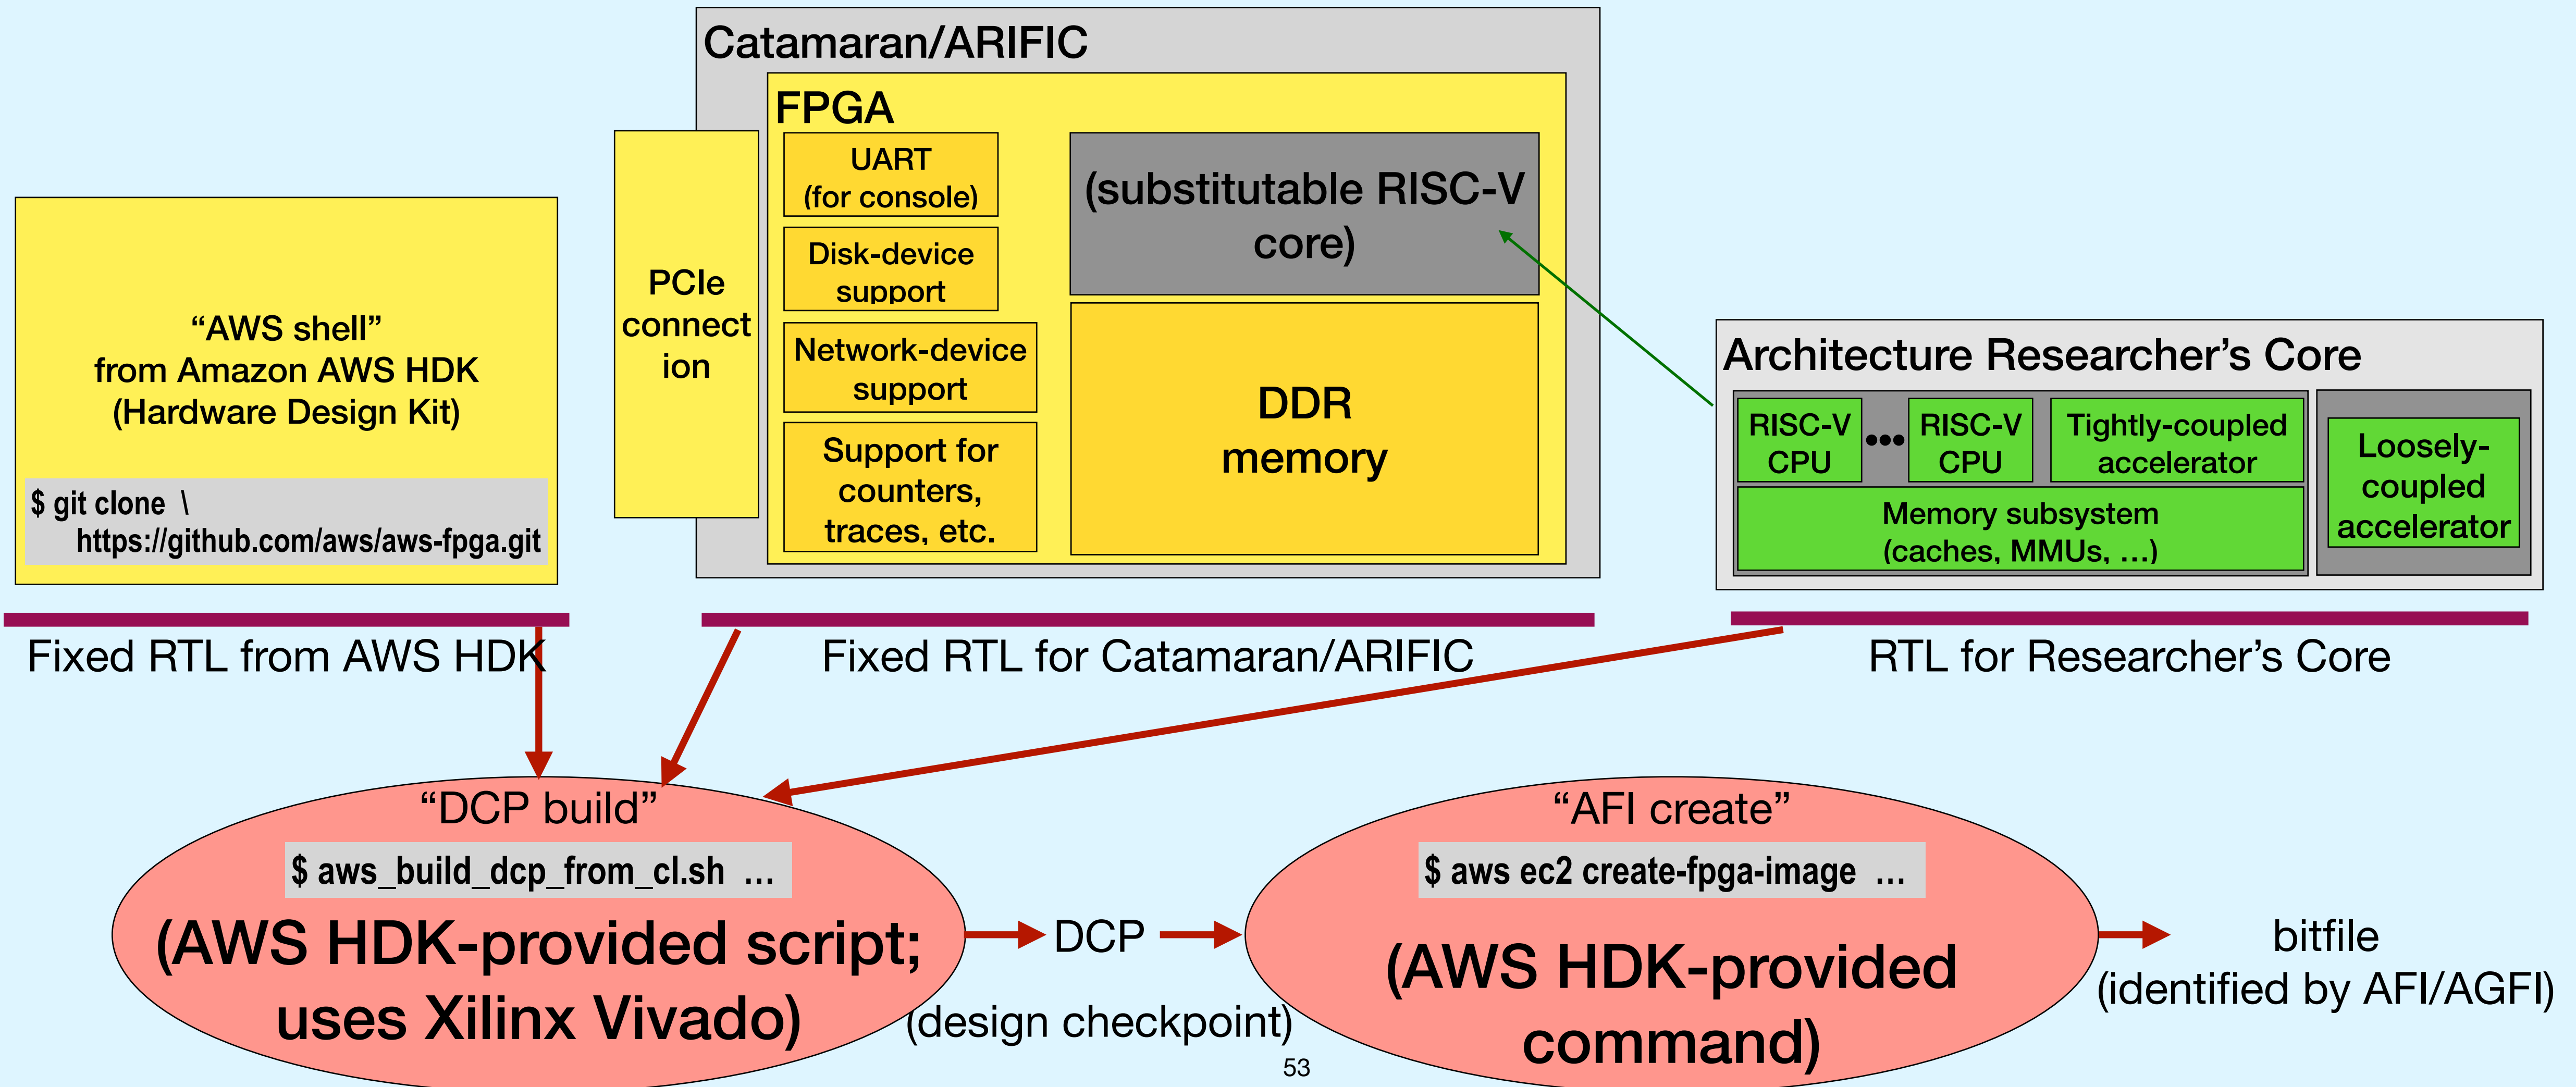 Catamaran/ARIFIC
FPGA
UART
(for console)
Disk-device
support
Network-device
support
Support for
counters,
traces, etc.
(substitutable RISC-V
core)
DDR
memory
PCIe
connect
ion
“AWS shell”
from Amazon AWS HDK
(Hardware Design Kit)
$ git clone \
https://github.com/aws/aws-fpga.git
Architecture Researcher’s Core
RISC-V
CPU
•••
RISC-V
CPU
Tightly-coupled
accelerator
Memory subsystem
(caches, MMUs, …)
Loosely-
coupled
accelerator
Fixed RTL from AWS HDK
Fixed RTL for Catamaran/ARIFIC
RTL for Researcher’s Core
“DCP build”
$ aws_build_dcp_from_cl.sh …
(AWS HDK-provided script;
uses Xilinx Vivado)
DCP
(design checkpoint)
“AFI create”
$ aws ec2 create-fpga-image …
(AWS HDK-provided
command)
bitfile
(identified by AFI/AGFI)
53